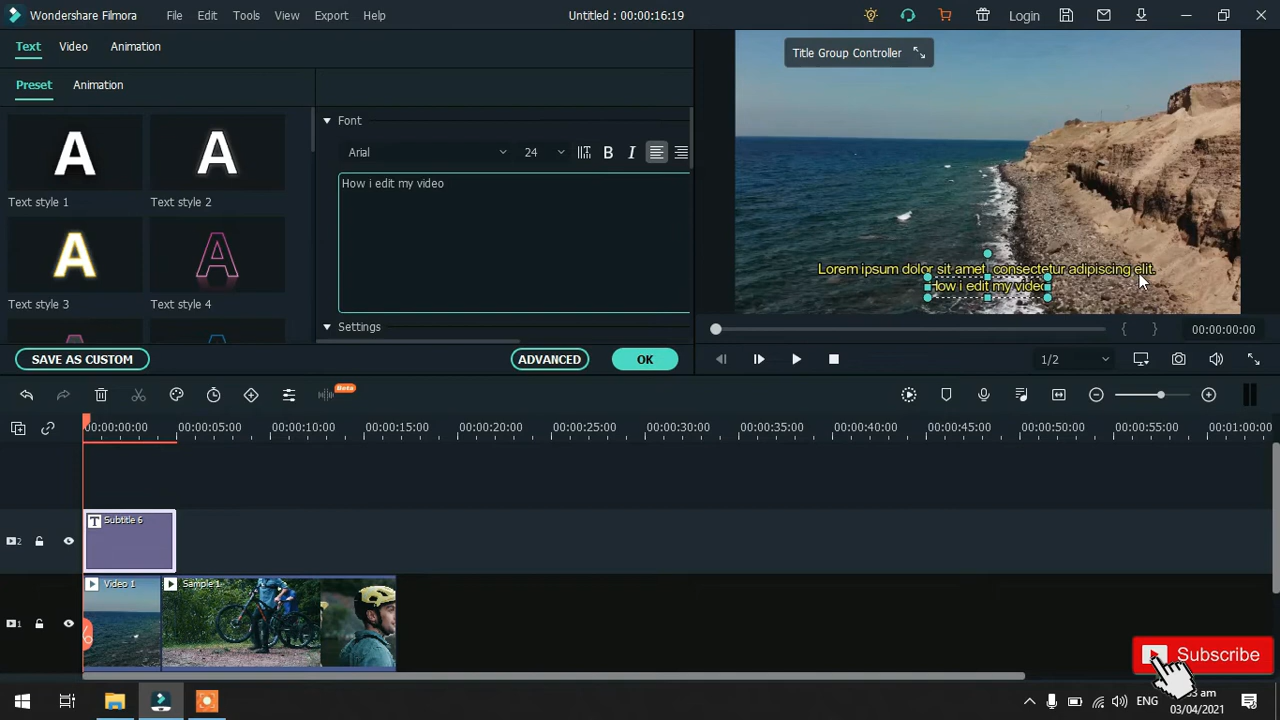 Wondershare Filmora File Edit Tools View Export Help Untitled : 00:00:16:19 Login
Text Video Animation
Title Group Controller
Preset Animation
Font
Arial 24 B I
How i edit my video
A A
Text style 1 Text style 2
A A
Text style 3 Text style 4
Lorem ipsum dolor sit amet, consectetur adipiscing elit.
How i edit my video
Settings
00:00:00:00
SAVE AS CUSTOM ADVANCED OK
1/2
Beta
00:00:00:00 00:00:05:00 00:00:10:00 00:00:15:00 00:00:20:00 00:00:25:00 00:00:30:00 00:00:35:00 00:00:40:00 00:00:45:00 00:00:50:00 00:00:55:00 00:01:00:00
T Subtitle 6
2
Video 1 Sample 1
1
Subscribe
ENG
am
03/04/2021